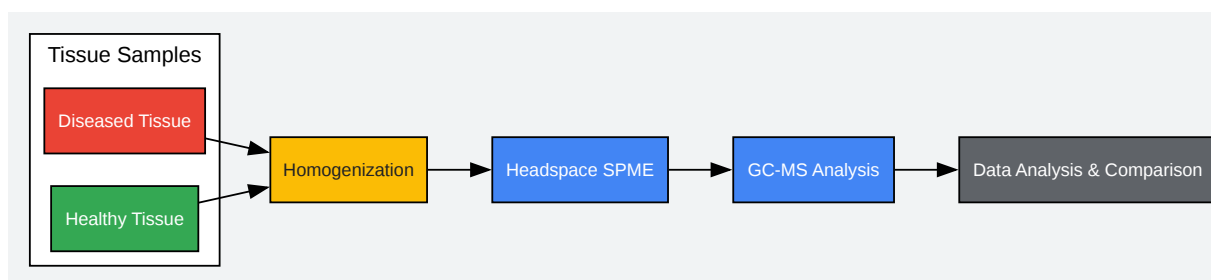 Tissue Samples
Diseased Tissue
Healthy Tissue
Homogenization
Headspace SPME
GC-MS Analysis
Data Analysis & Comparison